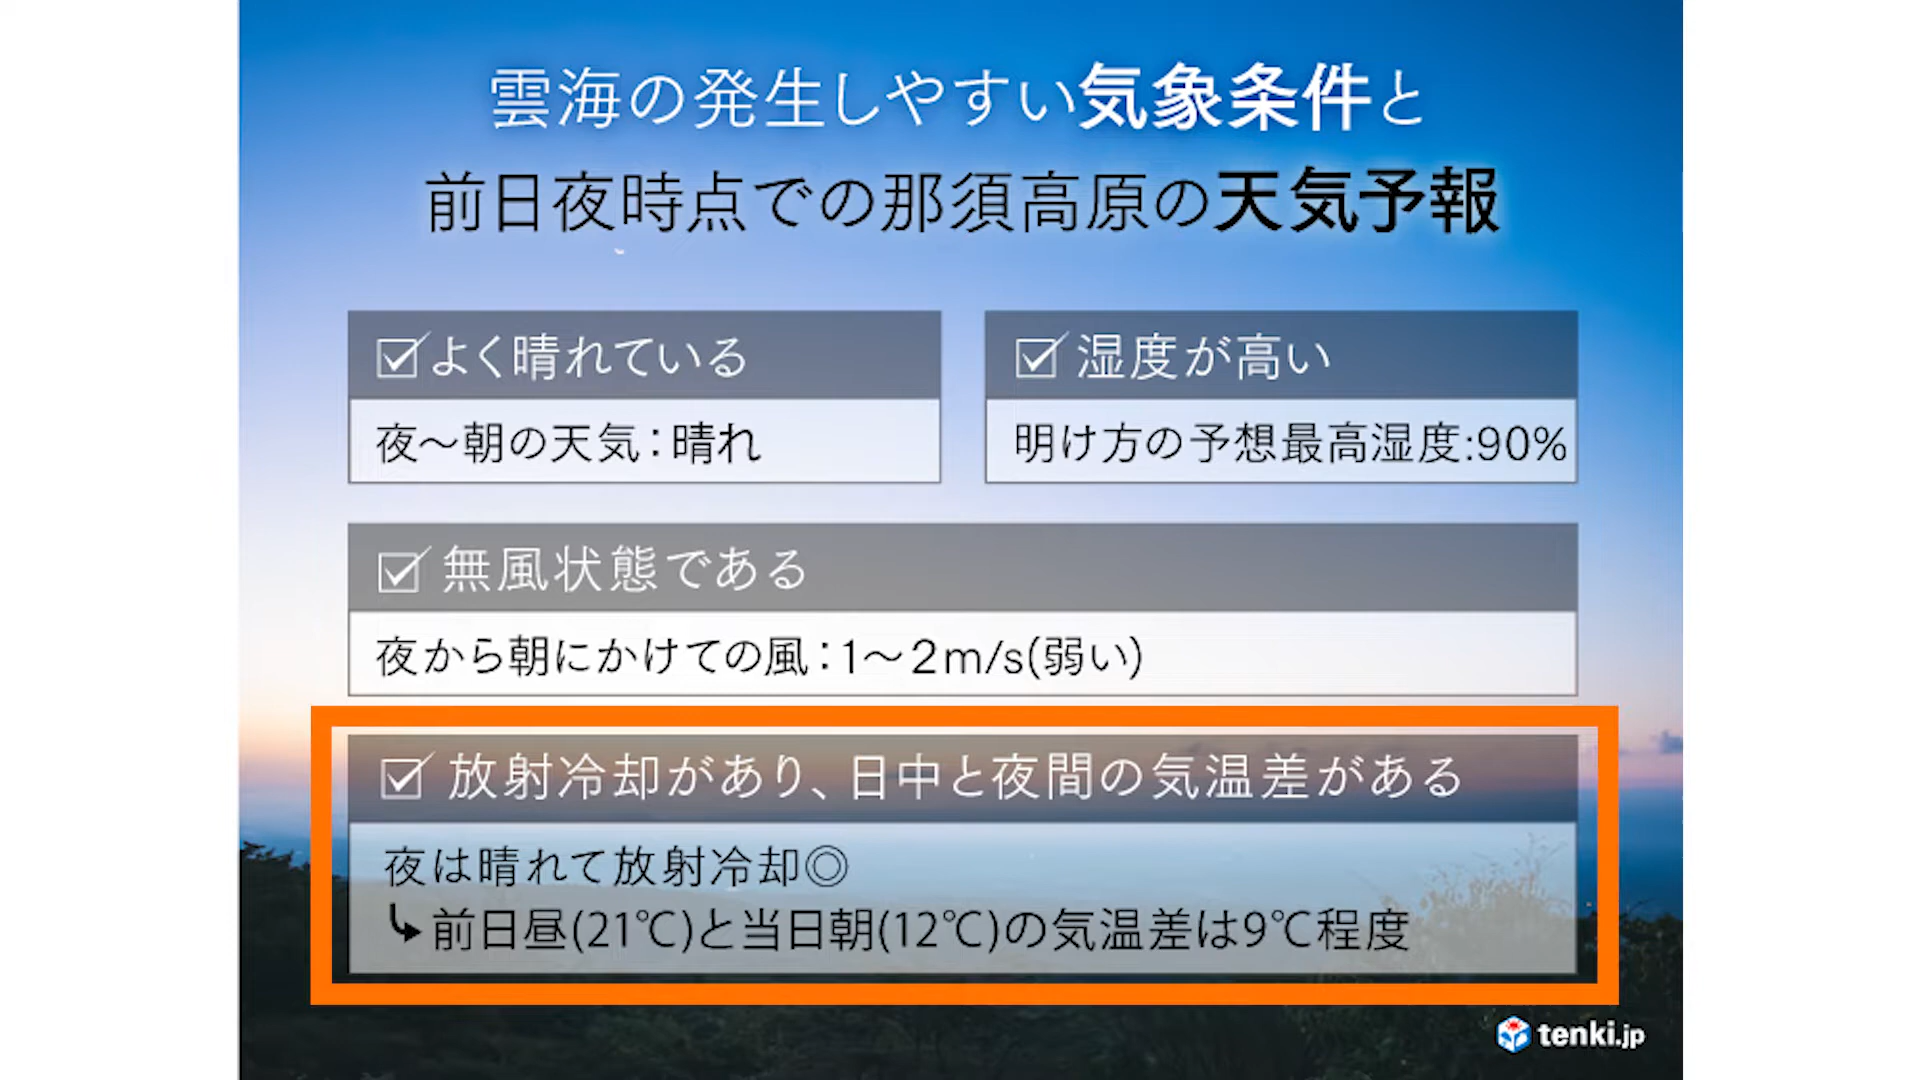 雲海の発生しやすい気象条件と
前日夜時点での那須高原の天気予報
☑よく晴れている
夜～朝の天気：晴れ
☑ 湿度が高い
明け方の予想最高湿度:90%
☑ 無風状態である
夜から朝にかけての風：1～2m/s(弱い)
☑ 放射冷却があり、日中と夜間の気温差がある
夜は晴れて放射冷却◎
↳前日昼(21℃)と当日朝(12℃)の気温差は9℃程度
tenki.jp